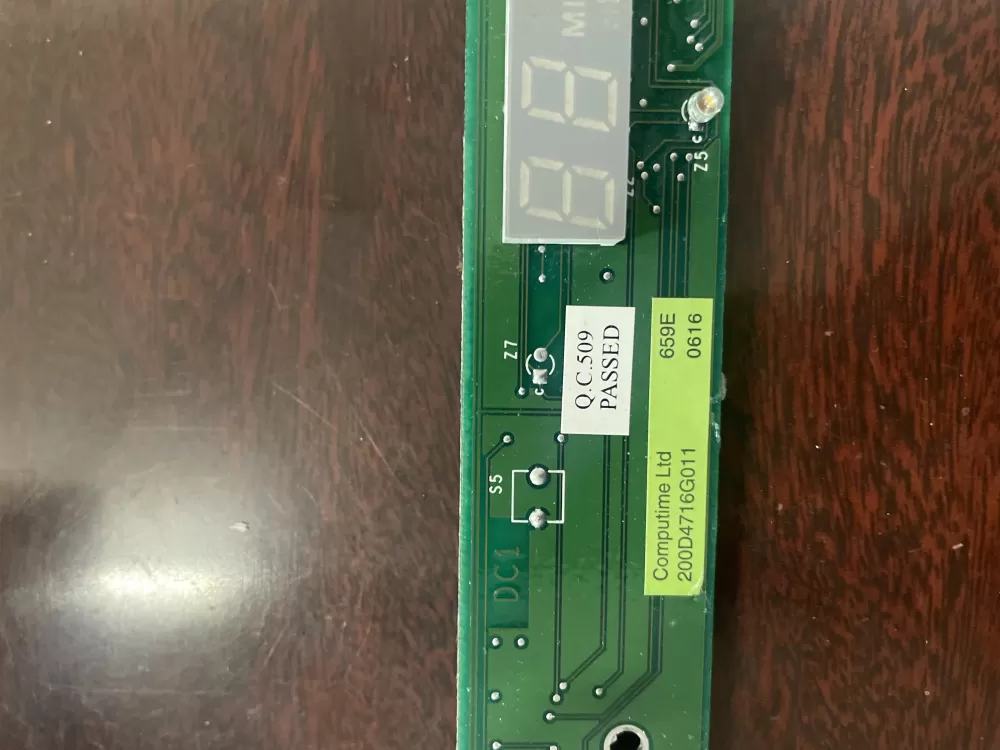 MI
Z5
Z7
Q.C.509
PASSED
659E
0616
Computime Ltd
200D4716G011
S5
DC1
c
c